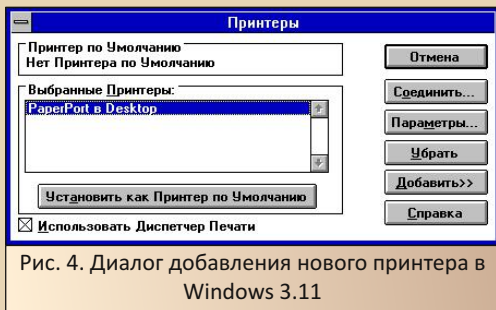 Принтеры
Принтер по Умолчанию
Нет Принтера по Умолчанию
Выбранные Принтеры:
PaperPort в Desktop
Установить как Принтер по Умолчанию
Использовать Диспетчер Печати
Отмена
Соединить...
Параметры...
Убрать
Добавить>>
Справка
Рис. 4. Диалог добавления нового принтера в
Windows 3.11